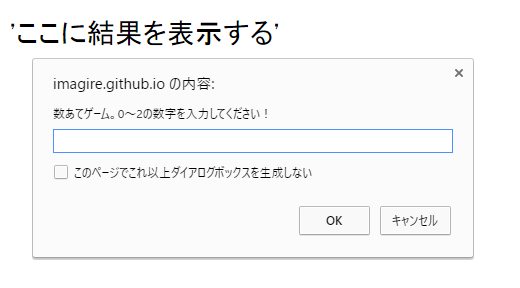 'ここに結果を表示する'
imagire.github.io の内容:
数あてゲーム。0～2の数字を入力してください！
このページでこれ以上ダイアログボックスを生成しない
OK
キャンセル